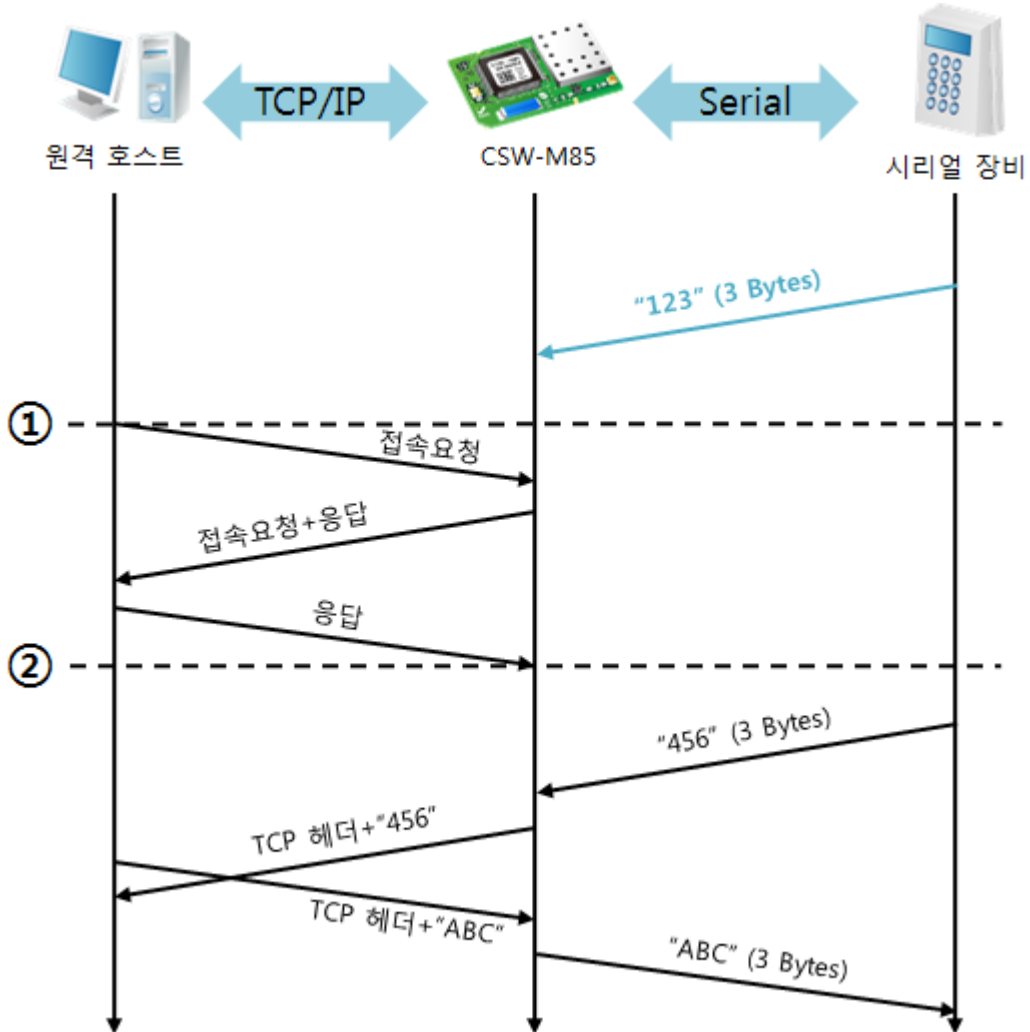 TCP/IP
Serial
원격 호스트
CSW-M85
시리얼 장비
"123" (3 Bytes)
①
접속요청
접속요청+응답
응답
②
"456" (3 Bytes)
TCP 헤더+"456"
TCP 헤더+"ABC"
"ABC" (3 Bytes)